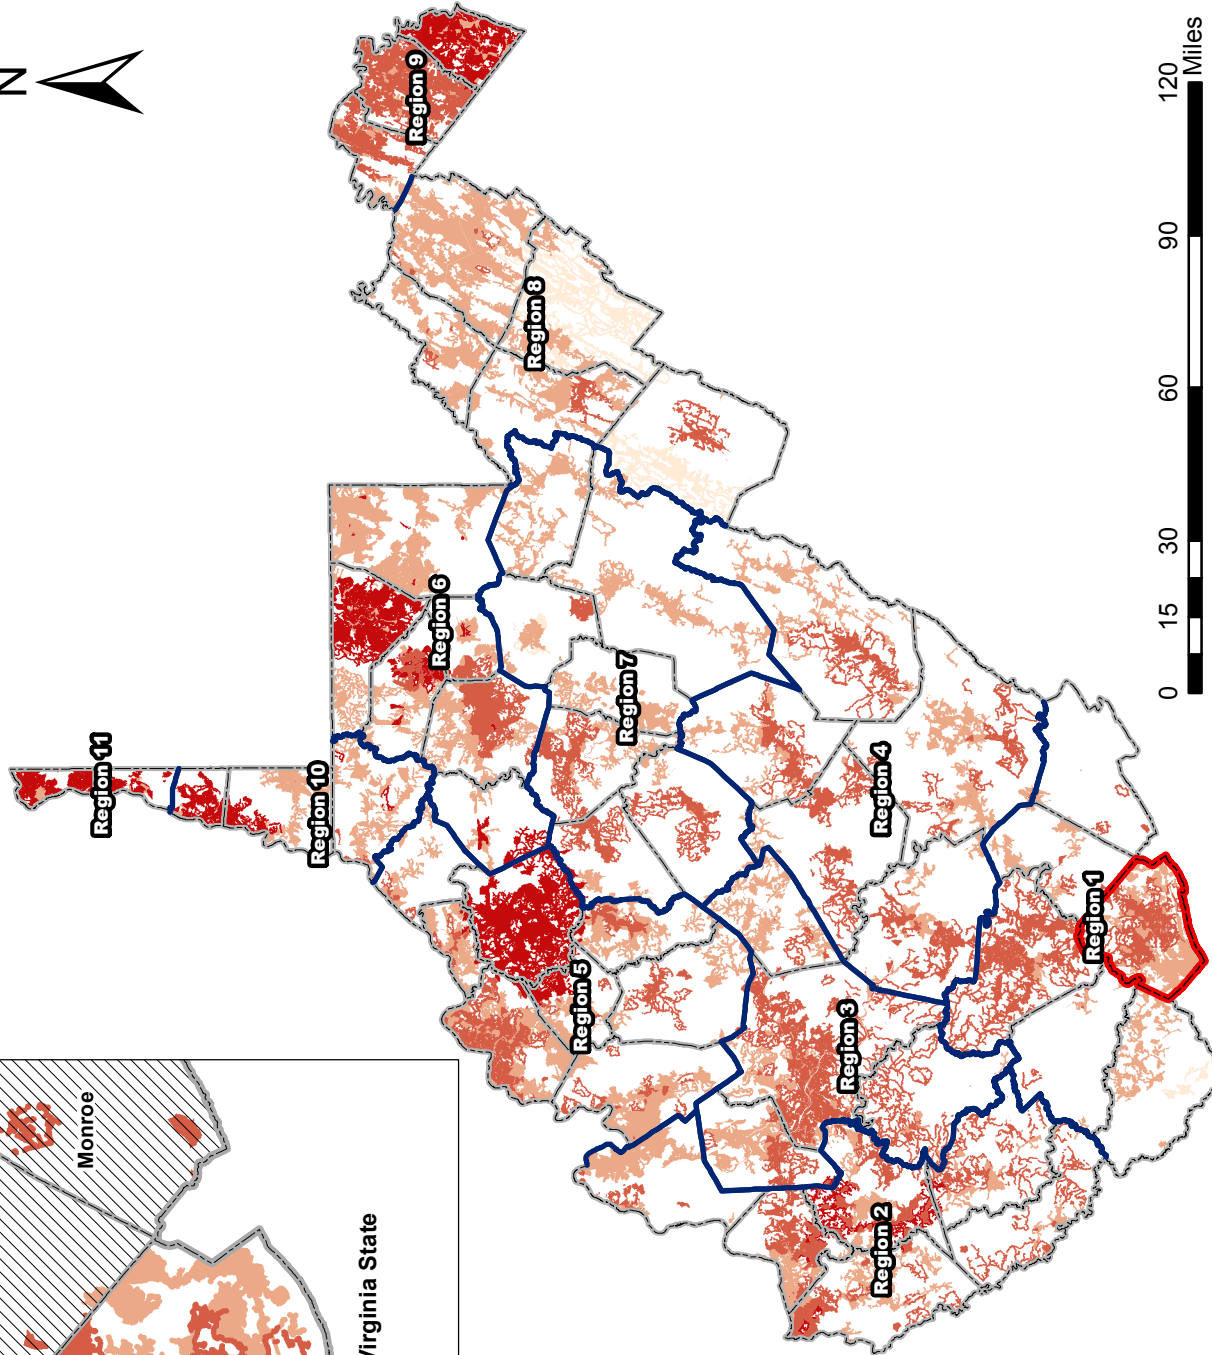 N
Region 11
Region 10
Region 9
Region 8
Region 6
Region 7
Region 5
Region 4
Region 3
Region 2
Region 1
Monroe
Virginia State
0 15 30 60 90 120
Miles